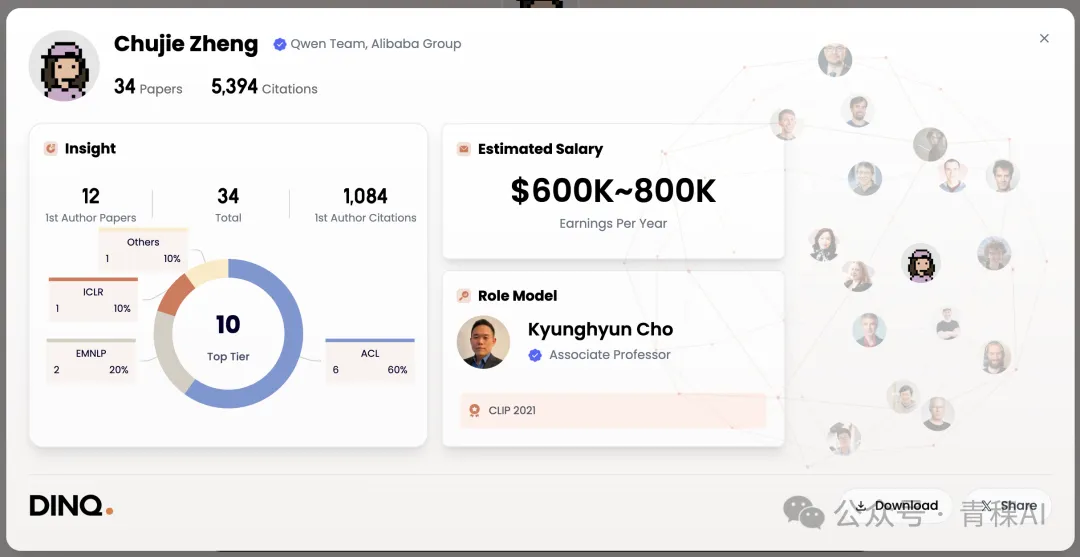 Chujie Zheng Qwen Team, Alibaba Group
34 Papers 5,394 Citations
Insight
12 34 1,084
1st Author Papers Total 1st Author Citations
Others
1 10%
ICLR
1 10%
EMNLP
2 20%
10
Top Tier
ACL
6 60%
Estimated Salary
$600K~800K
Earnings Per Year
Role Model
Kyunghyun Cho
Associate Professor
CLIP 2021
DINQ.
Download Share
公众号 · 青稞AI